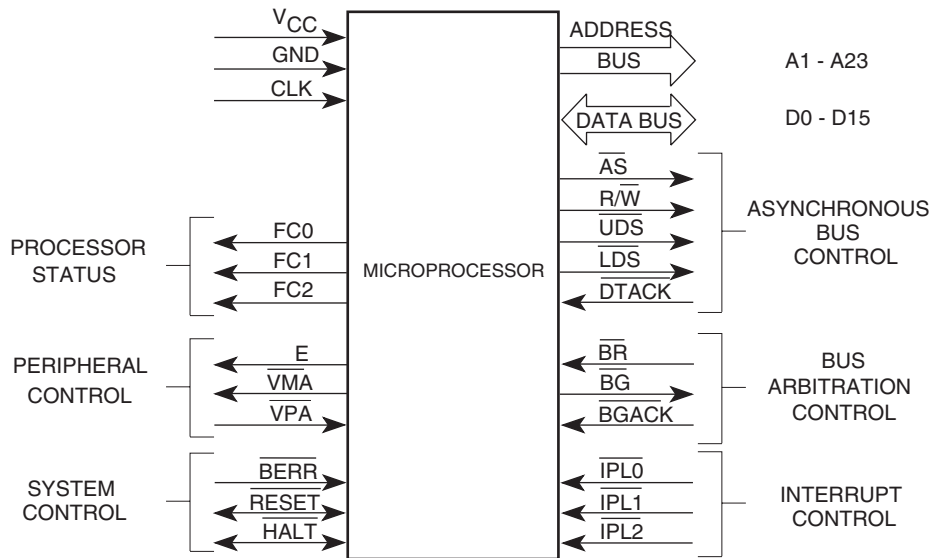 VCC
GND
CLK
PROCESSOR
STATUS
FC0
FC1
FC2
PERIPHERAL
CONTROL
E
VMA
VPA
SYSTEM
CONTROL
BERR
RESET
HALT
MICROPROCESSOR
ADDRESS
BUS
A1 - A23
DATA BUS
D0 - D15
AS
R/W
UDS
LDS
DTACK
ASYNCHRONOUS
BUS
CONTROL
BR
BG
BGACK
BUS
ARBITRATION
CONTROL
IPL0
IPL1
IPL2
INTERRUPT
CONTROL